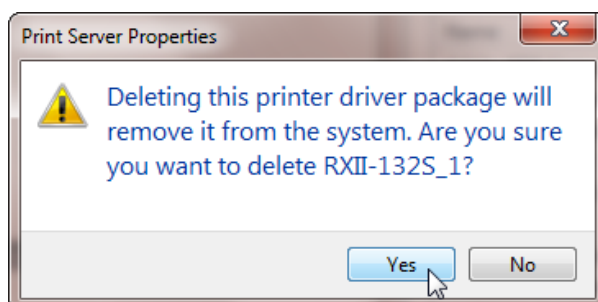 Print Server Properties
Deleting this printer driver package will
remove it from the system. Are you sure
you want to delete RXII-132S_1?
Yes
No